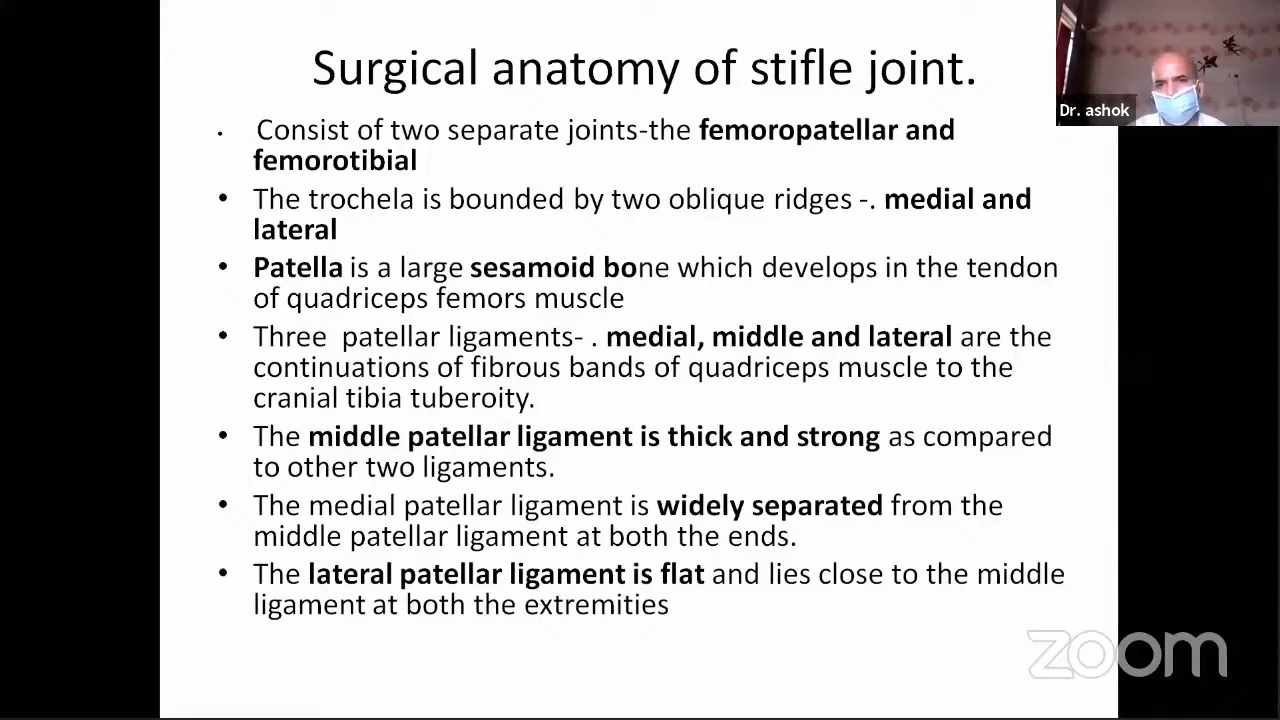 Surgical anatomy of stifle joint.
Dr. ashok
• Consist of two separate joints-the femoropatellar and
femorotibial
• The trochela is bounded by two oblique ridges -. medial and
lateral
• Patella is a large sesamoid bone which develops in the tendon
of quadriceps femors muscle
• Three patellar ligaments- . medial, middle and lateral are the
continuations of fibrous bands of quadriceps muscle to the
cranial tibia tuberoity.
• The middle patellar ligament is thick and strong as compared
to other two ligaments.
• The medial patellar ligament is widely separated from the
middle patellar ligament at both the ends.
• The lateral patellar ligament is flat and lies close to the middle
ligament at both the extremities
zoom